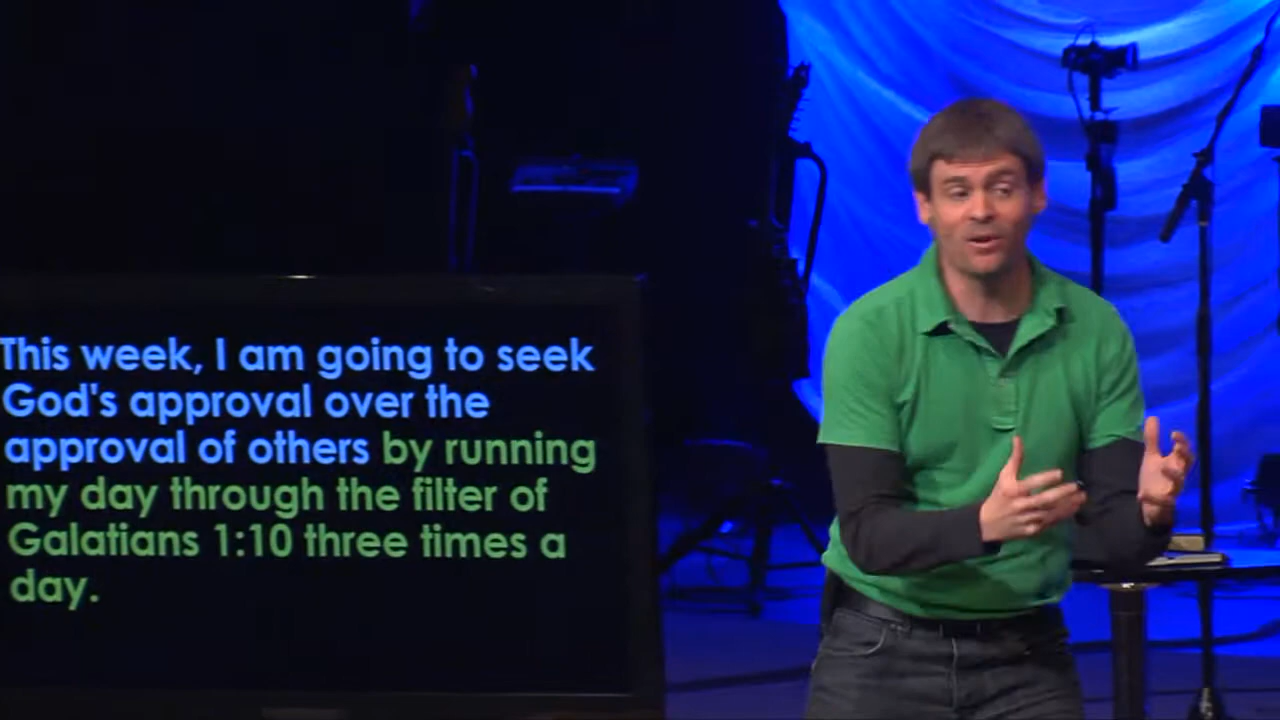 This week, I am going to seek
God's approval over the
approval of others by running
my day through the filter of
Galatians 1:10 three times a
day.